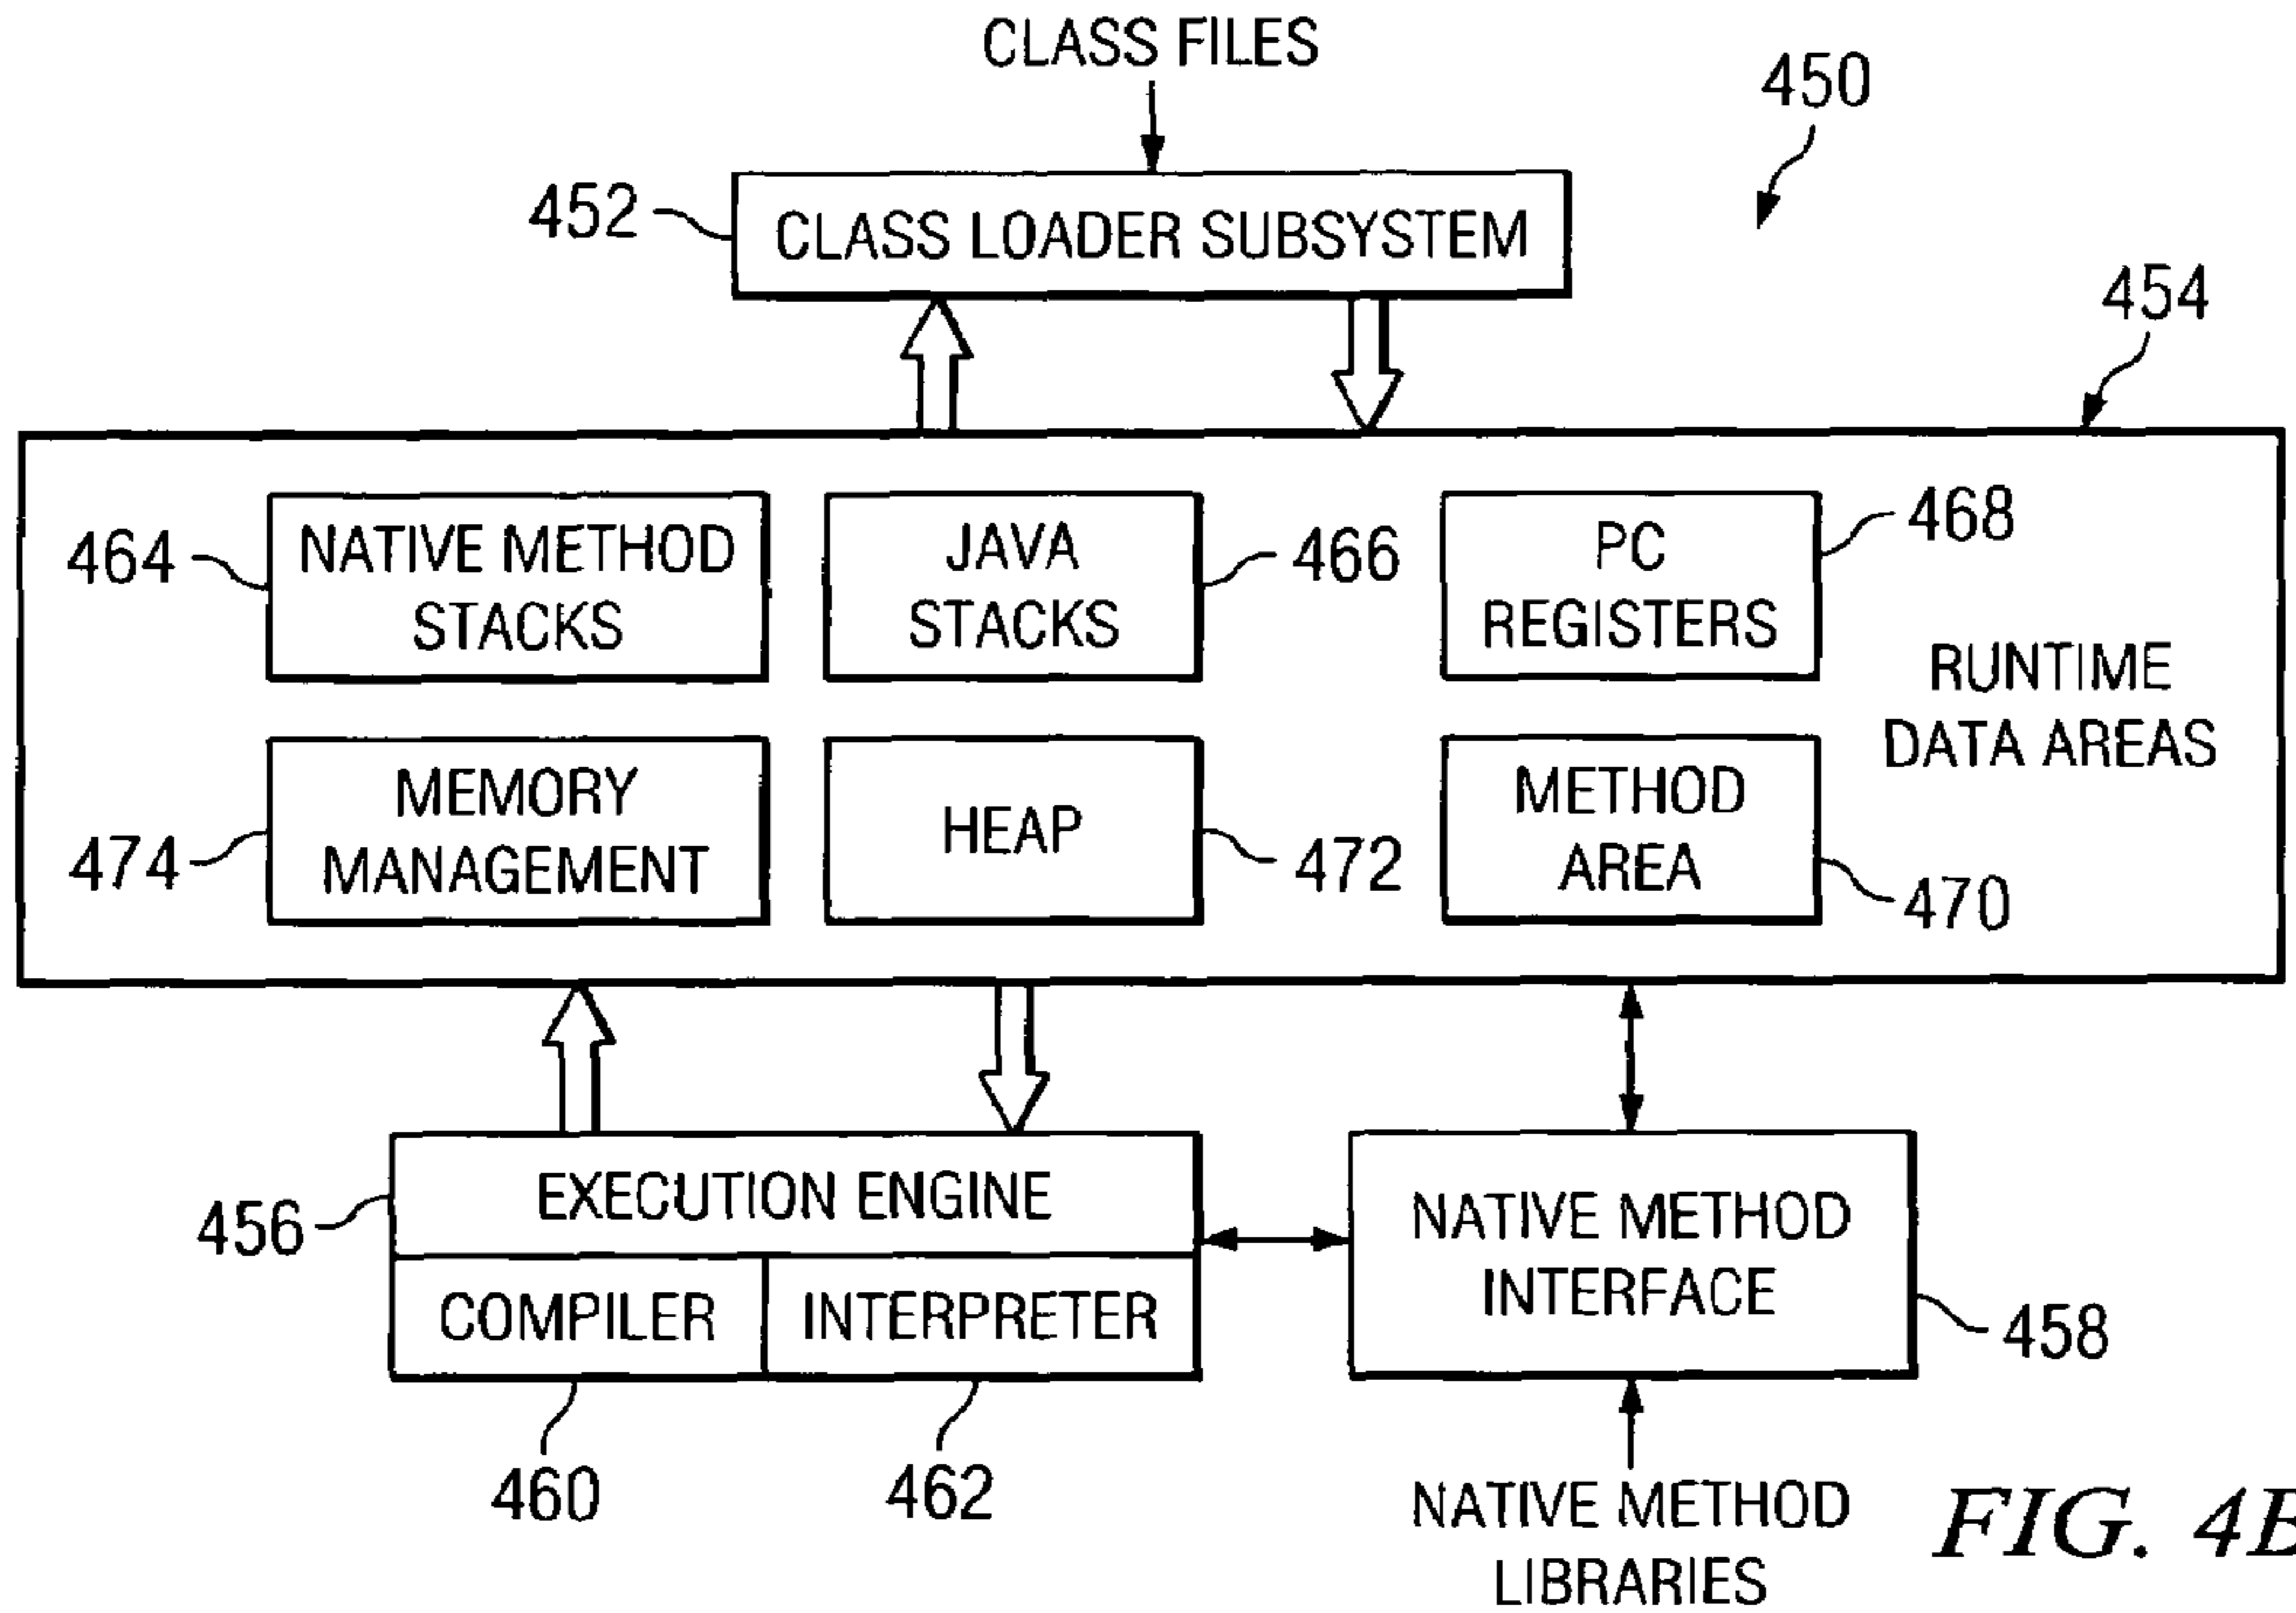 CLASS FILES
450
452
CLASS LOADER SUBSYSTEM
454
464
NATIVE METHOD
STACKS
JAVA
STACKS
466
PC
REGISTERS
468
RUNTIME
DATA AREAS
474
MEMORY
MANAGEMENT
HEAP
472
METHOD
AREA
470
456
EXECUTION ENGINE
COMPILER
INTERPRETER
460
462
NATIVE METHOD
INTERFACE
458
NATIVE METHOD
LIBRARIES
FIG. 4B